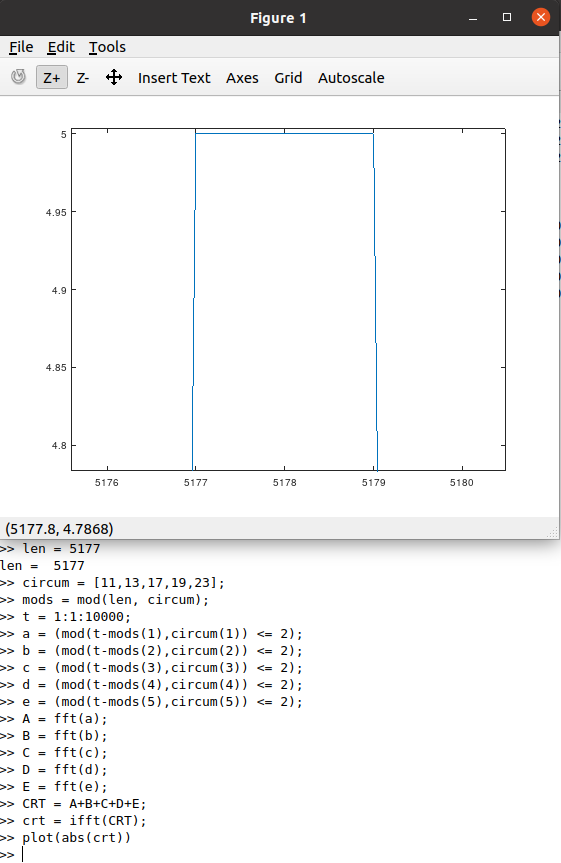 Figure 1
File Edit Tools
Z+ Z- Insert Text Axes Grid Autoscale
5
4.95
4.9
4.85
4.8
5176 5177 5178 5179 5180
(5177.8, 4.7868)
>> len = 5177
len =  5177
>> circum = [11,13,17,19,23];
>> mods = mod(len, circum);
>> t = 1:1:10000;
>> a = (mod(t-mods(1),circum(1)) <= 2);
>> b = (mod(t-mods(2),circum(2)) <= 2);
>> c = (mod(t-mods(3),circum(3)) <= 2);
>> d = (mod(t-mods(4),circum(4)) <= 2);
>> e = (mod(t-mods(5),circum(5)) <= 2);
>> A = fft(a);
>> B = fft(b);
>> C = fft(c);
>> D = fft(d);
>> E = fft(e);
>> CRT = A+B+C+D+E;
>> crt = ifft(CRT);
>> plot(abs(crt))
>>